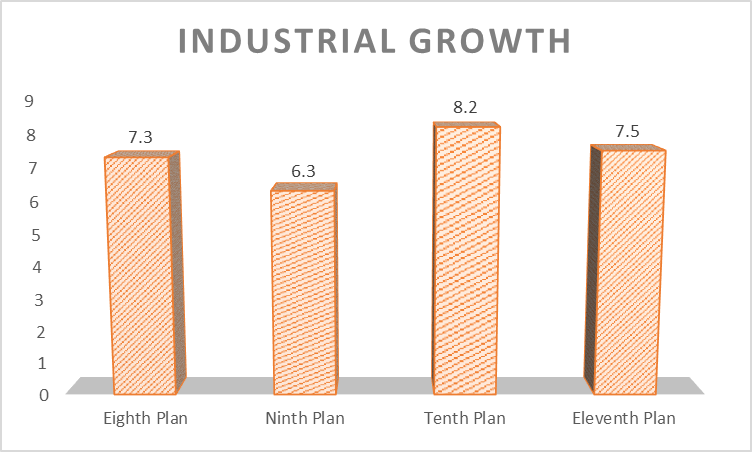 INDUSTRIAL GROWTH
9
8
7
6
5
4
3
2
1
0
7.3
6.3
8.2
7.5
Eighth Plan
Ninth Plan
Tenth Plan
Eleventh Plan